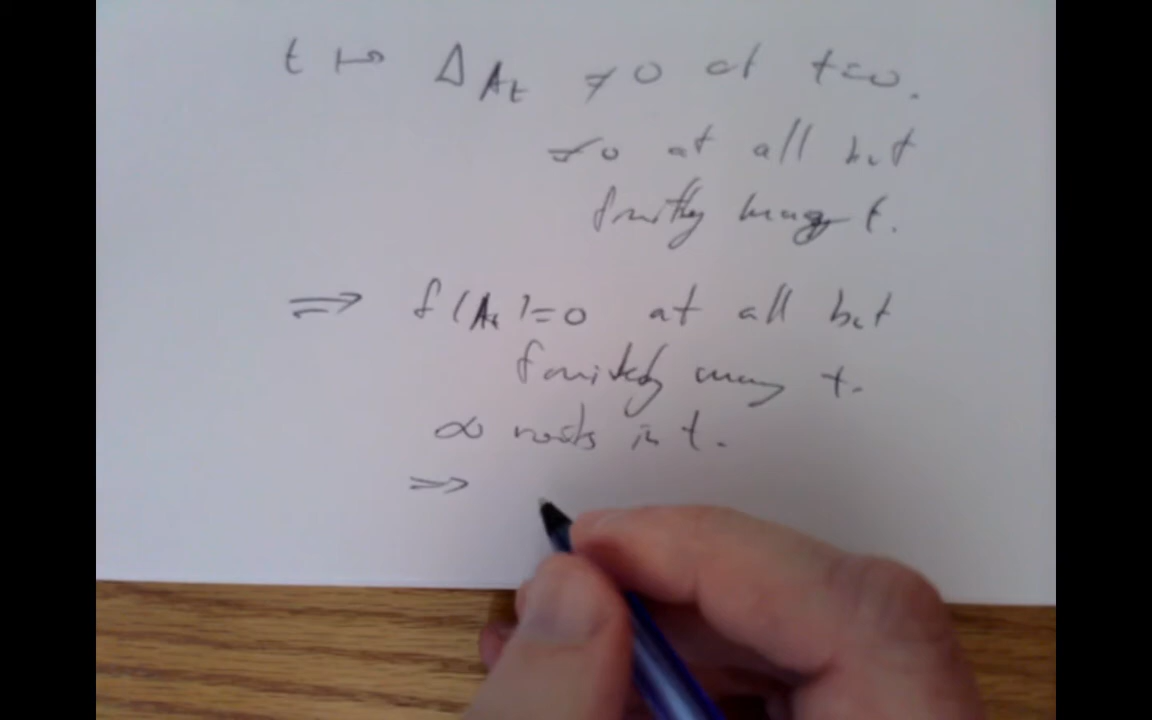 t ↦ Δ_{A_t} ≠ 0 at t=0.
≠ 0 at all but
finitely many t.
⇒ f(A_t)=0 at all but
finitely many t.
∞ roots in t.
⇒